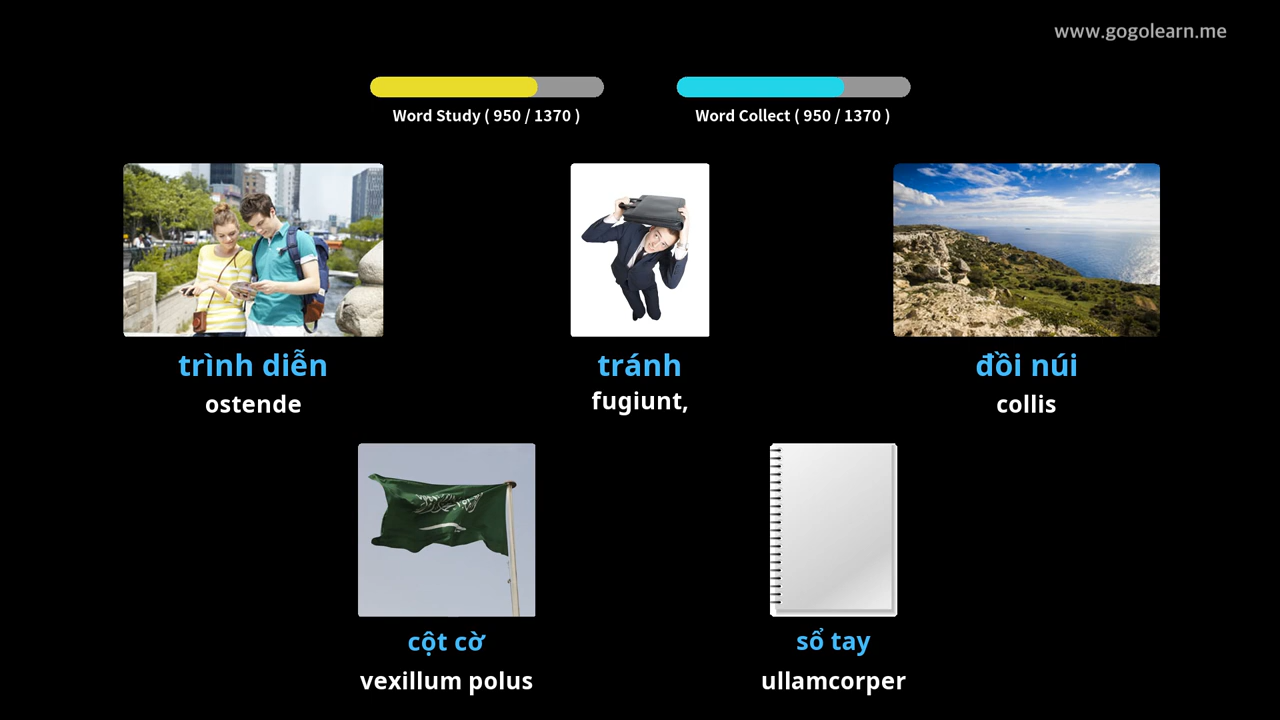 www.gogolearn.me
Word Study ( 950 / 1370 )
Word Collect ( 950 / 1370 )
trình diễn
ostende
tránh
fugiunt,
đồi núi
collis
cột cờ
vexillum polus
sổ tay
ullamcorper